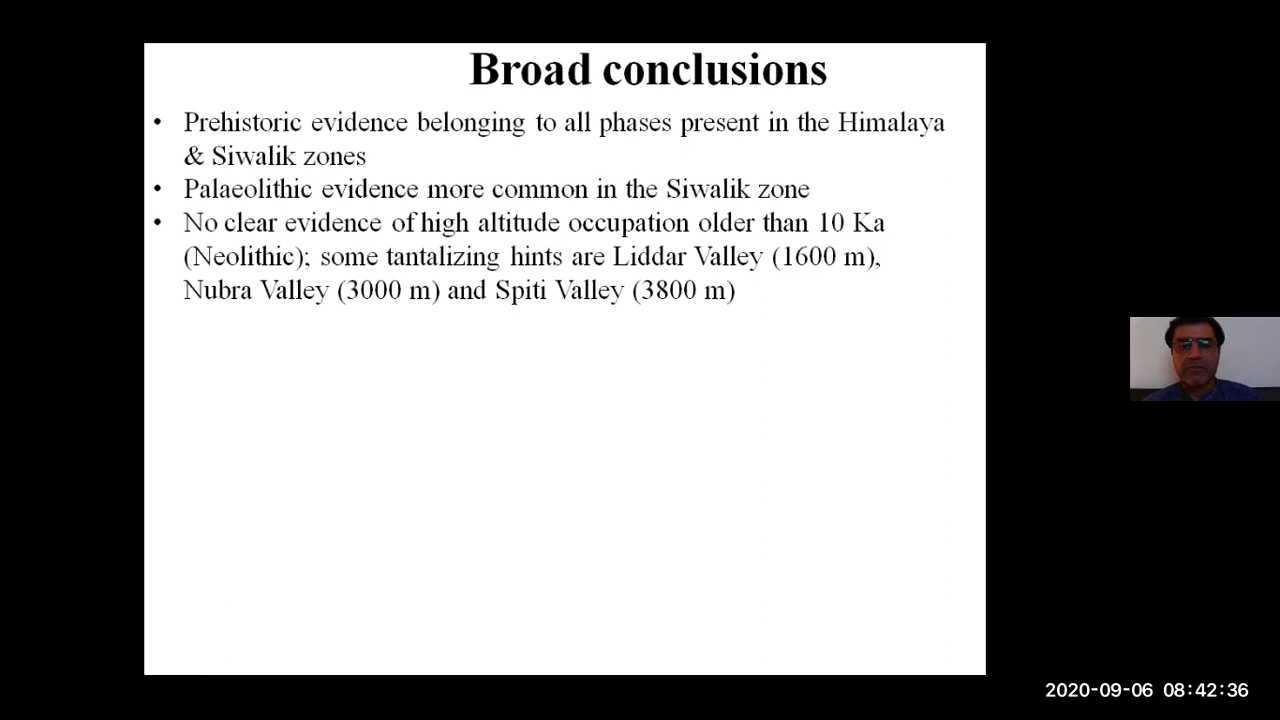 Broad conclusions
• Prehistoric evidence belonging to all phases present in the Himalaya
& Siwalik zones
• Palaeolithic evidence more common in the Siwalik zone
• No clear evidence of high altitude occupation older than 10 Ka
(Neolithic); some tantalizing hints are Liddar Valley (1600 m),
Nubra Valley (3000 m) and Spiti Valley (3800 m)
2020-09-06 08:42:36